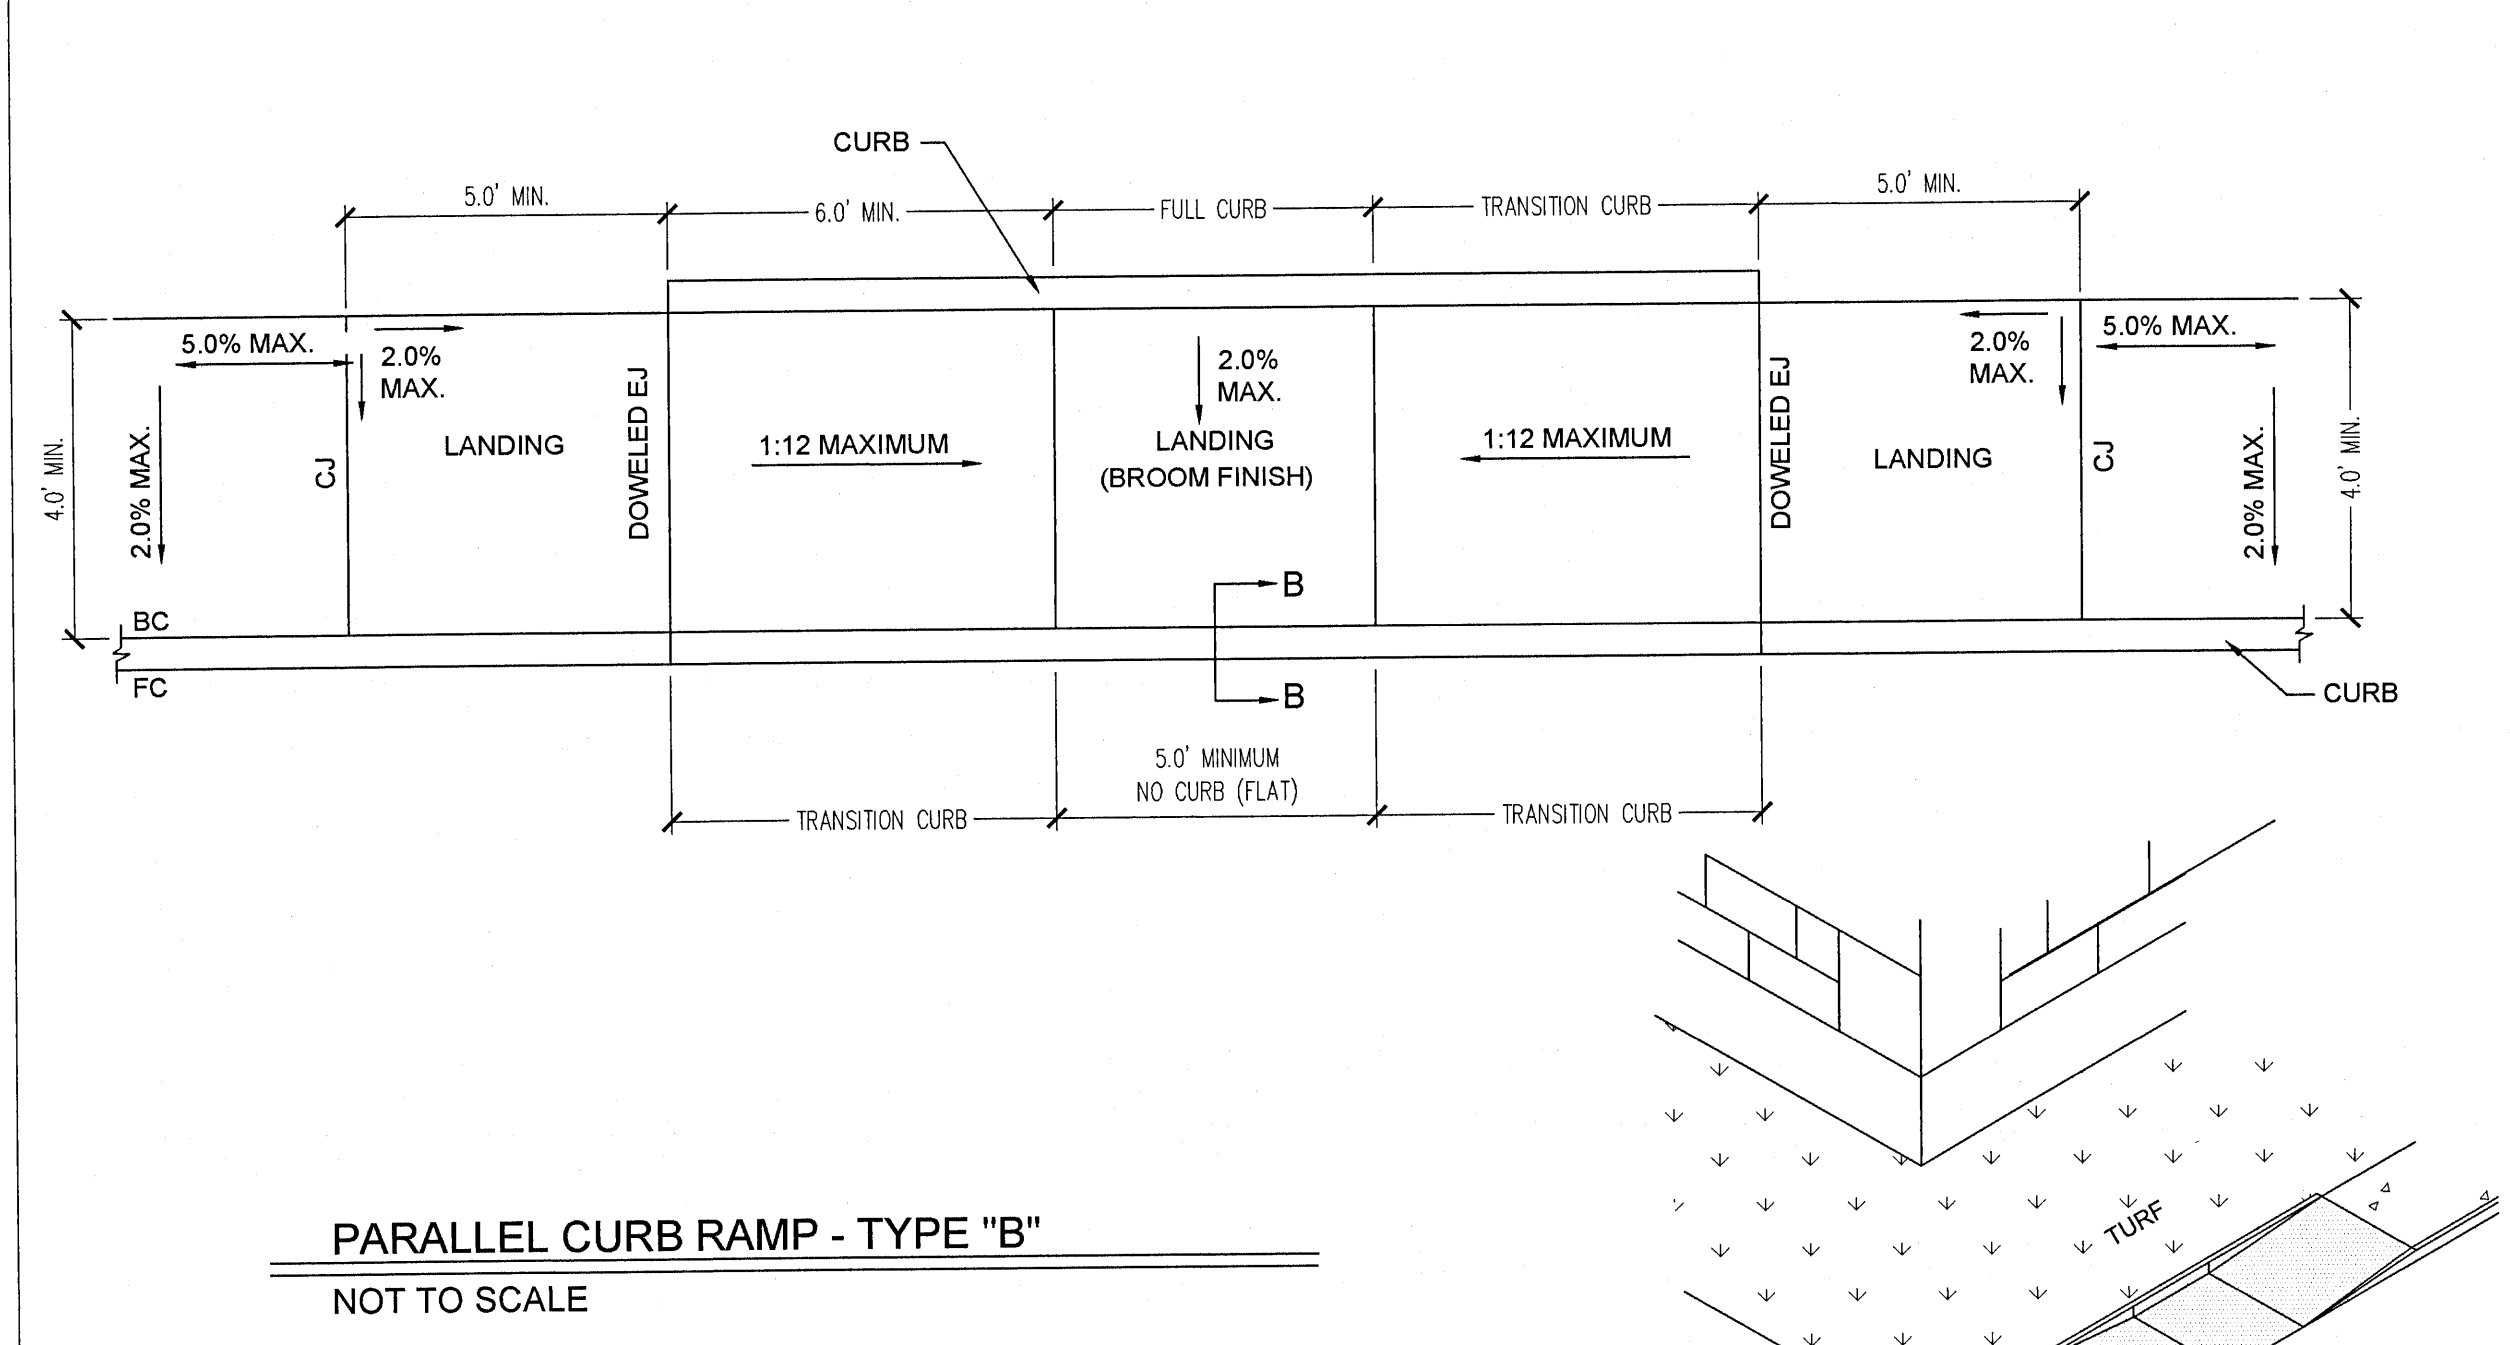 CURB
5.0' MIN.
6.0' MIN.
FULL CURB
TRANSITION CURB
5.0' MIN.
5.0% MAX.
2.0%
MAX.
2.0%
MAX.
2.0%
MAX.
5.0% MAX.
4.0' MIN.
2.0% MAX.
CJ
LANDING
DOWELED EJ
1:12 MAXIMUM
LANDING
(BROOM FINISH)
1:12 MAXIMUM
DOWELED EJ
LANDING
CJ
2.0% MAX.
4.0' MIN.
B
BC
FC
B
CURB
5.0' MINIMUM
NO CURB (FLAT)
TRANSITION CURB
TRANSITION CURB
TURF
PARALLEL CURB RAMP - TYPE "B"
NOT TO SCALE